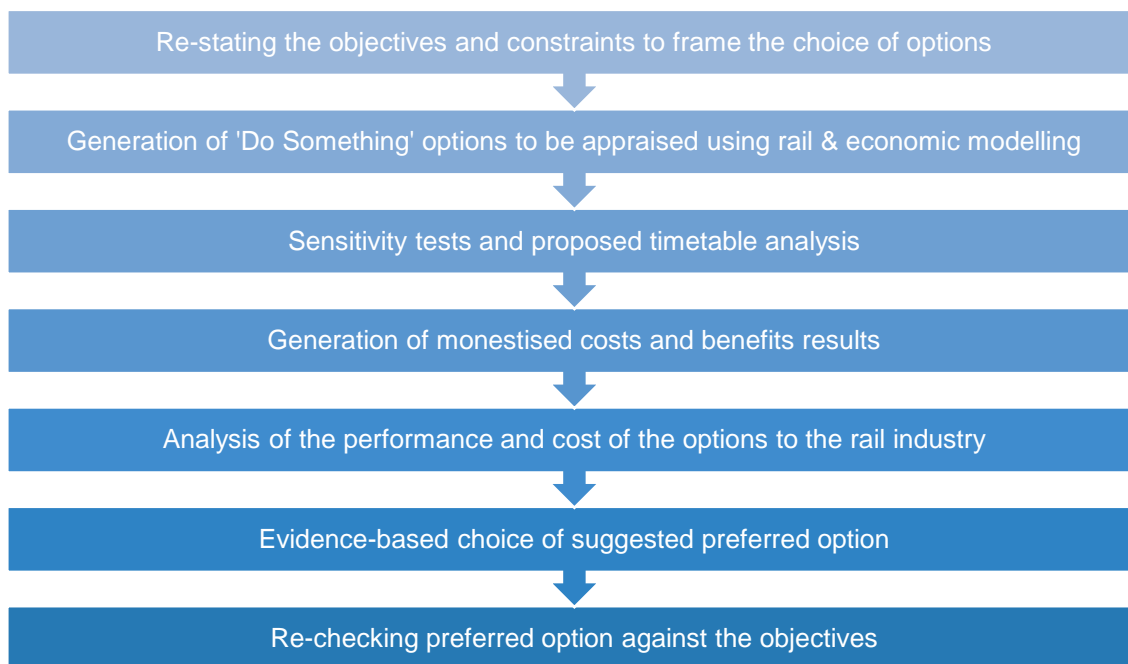 Re-stating the objectives and constraints to frame the choice of options
Generation of 'Do Something' options to be appraised using rail & economic modelling
Sensitivity tests and proposed timetable analysis
Generation of monestised costs and benefits results
Analysis of the performance and cost of the options to the rail industry
Evidence-based choice of suggested preferred option
Re-checking preferred option against the objectives